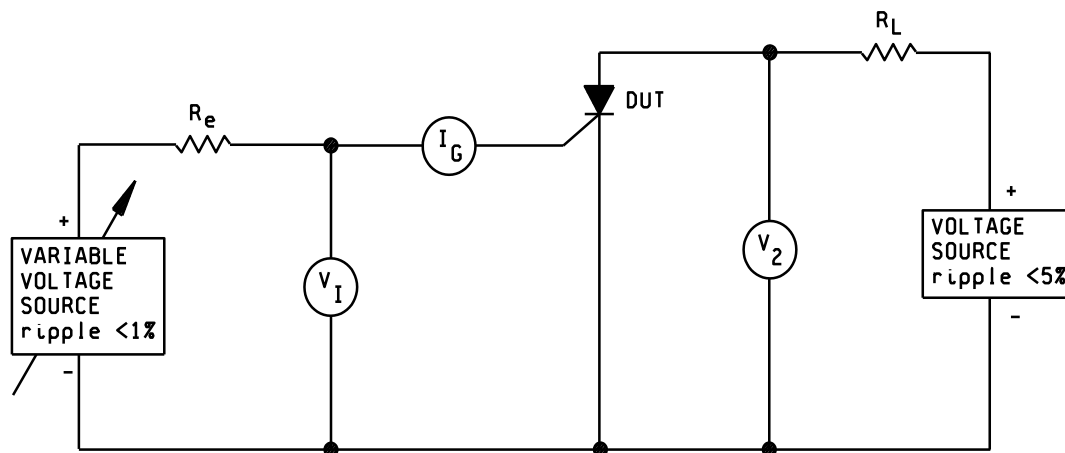 R_L
DUT
R_e
I_G
+
+
VARIABLE
VOLTAGE
SOURCE
ripple <1%
VOLTAGE
SOURCE
ripple <5%
V_2
V_I
-
-